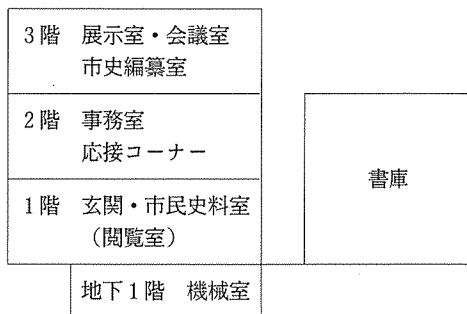 3階 展示室・会議室
市史編纂室
2階 事務室
応接コーナー
1階 玄関・市民史料室
（閲覧室）
書庫
地下1階 機械室